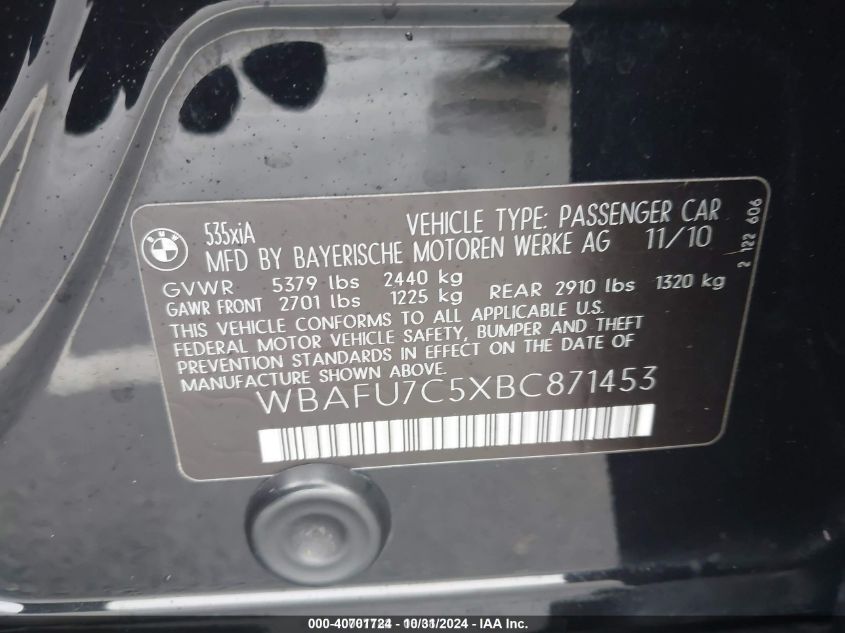 535xiA VEHICLE TYPE: PASSENGER CAR
MFD BY BAYERISCHE MOTOREN WERKE AG 11/10
GVWR 5379 lbs 2440 kg
GAWR FRONT 2701 lbs 1225 kg REAR 2910 lbs 1320 kg
THIS VEHICLE CONFORMS TO ALL APPLICABLE U.S.
FEDERAL MOTOR VEHICLE SAFETY, BUMPER AND THEFT
PREVENTION STANDARDS IN EFFECT ON THE DATE OF
MANUFACTURE SHOWN ABOVE.
WBAFU7C5XBC871453
2 122 606
BMW
000-40701724 - 10/31/2024 - IAA Inc.